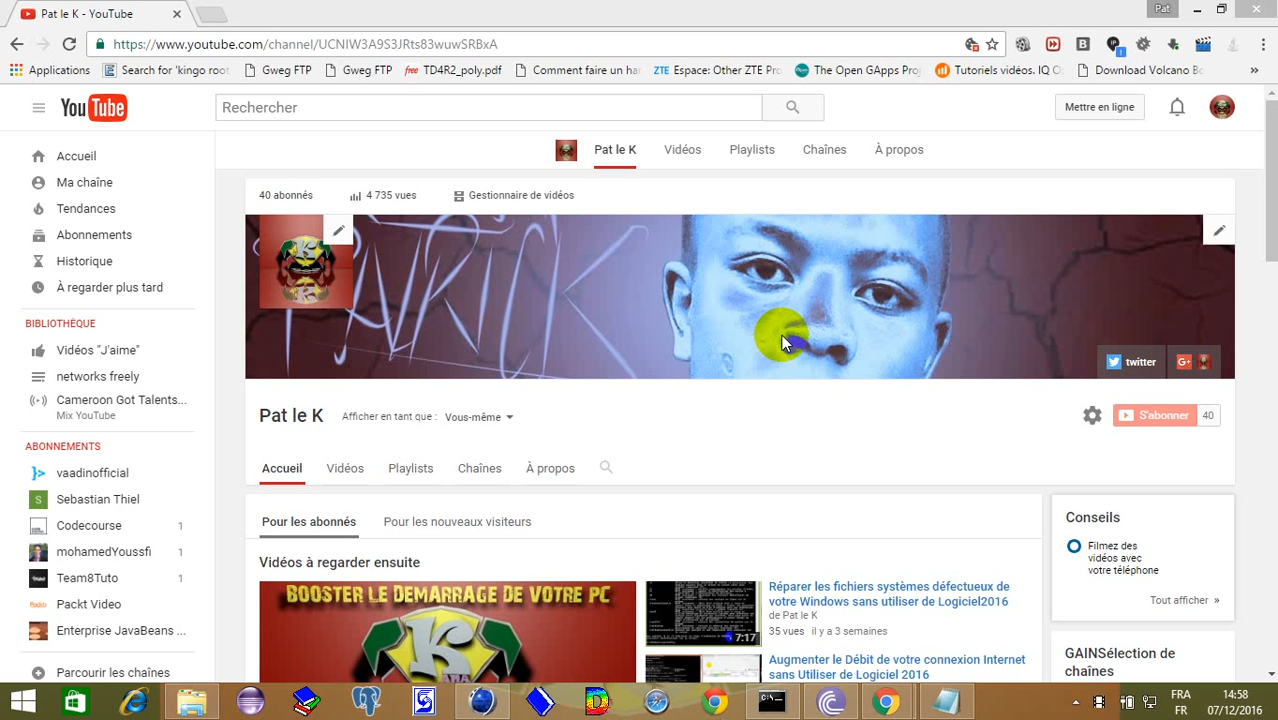 Pat le K - YouTube
Pat
https://www.youtube.com/channel/UCNIW3A9S3JRts83wuwSRBxA
Applications
Search for 'kingo roo
Gweg FTP
Gweg FTP
free TD4R2_poly.pdf
Comment faire un har
ZTE Espace: Other ZTE Pro
The Open GApps Proj
Tutoriels vidéos. IQ O
Download Volcano Bo
YouTube
Rechercher
Mettre en ligne
Pat le K
Vidéos
Playlists
Chaînes
À propos
Accueil
Ma chaîne
Tendances
Abonnements
Historique
À regarder plus tard
BIBLIOTHÈQUE
Vidéos "J'aime"
networks freely
Cameroon Got Talents...
Mix YouTube
ABONNEMENTS
vaadinofficial
Sebastian Thiel
Codecourse 1
mohamedYoussfi 1
Team8Tuto 1
Packt Video
Enterprise JavaBeans ...
Parcourir les chaînes
40 abonnés
4 735 vues
Gestionnaire de vidéos
PATRICK
twitter
G+
Pat le K
Afficher en tant que : Vous-même
S'abonner 40
Accueil
Vidéos
Playlists
Chaînes
À propos
Pour les abonnés
Pour les nouveaux visiteurs
Vidéos à regarder ensuite
BOOSTER LE DEMARRAGE DE VOTRE PC
7:17
Réparer les fichiers systèmes défectueux de
votre Windows sans utiliser de Logiciel2016
de Pat le K
35 vues il y a 3 semaines
Augmenter le Débit de votre connexion Internet
sans Utiliser de Logiciel 2016
Conseils
Filmez des
vidéos avec
votre téléphone
Tout afficher »
GAINSélection de
chaînes
FRA
FR
14:58
07/12/2016